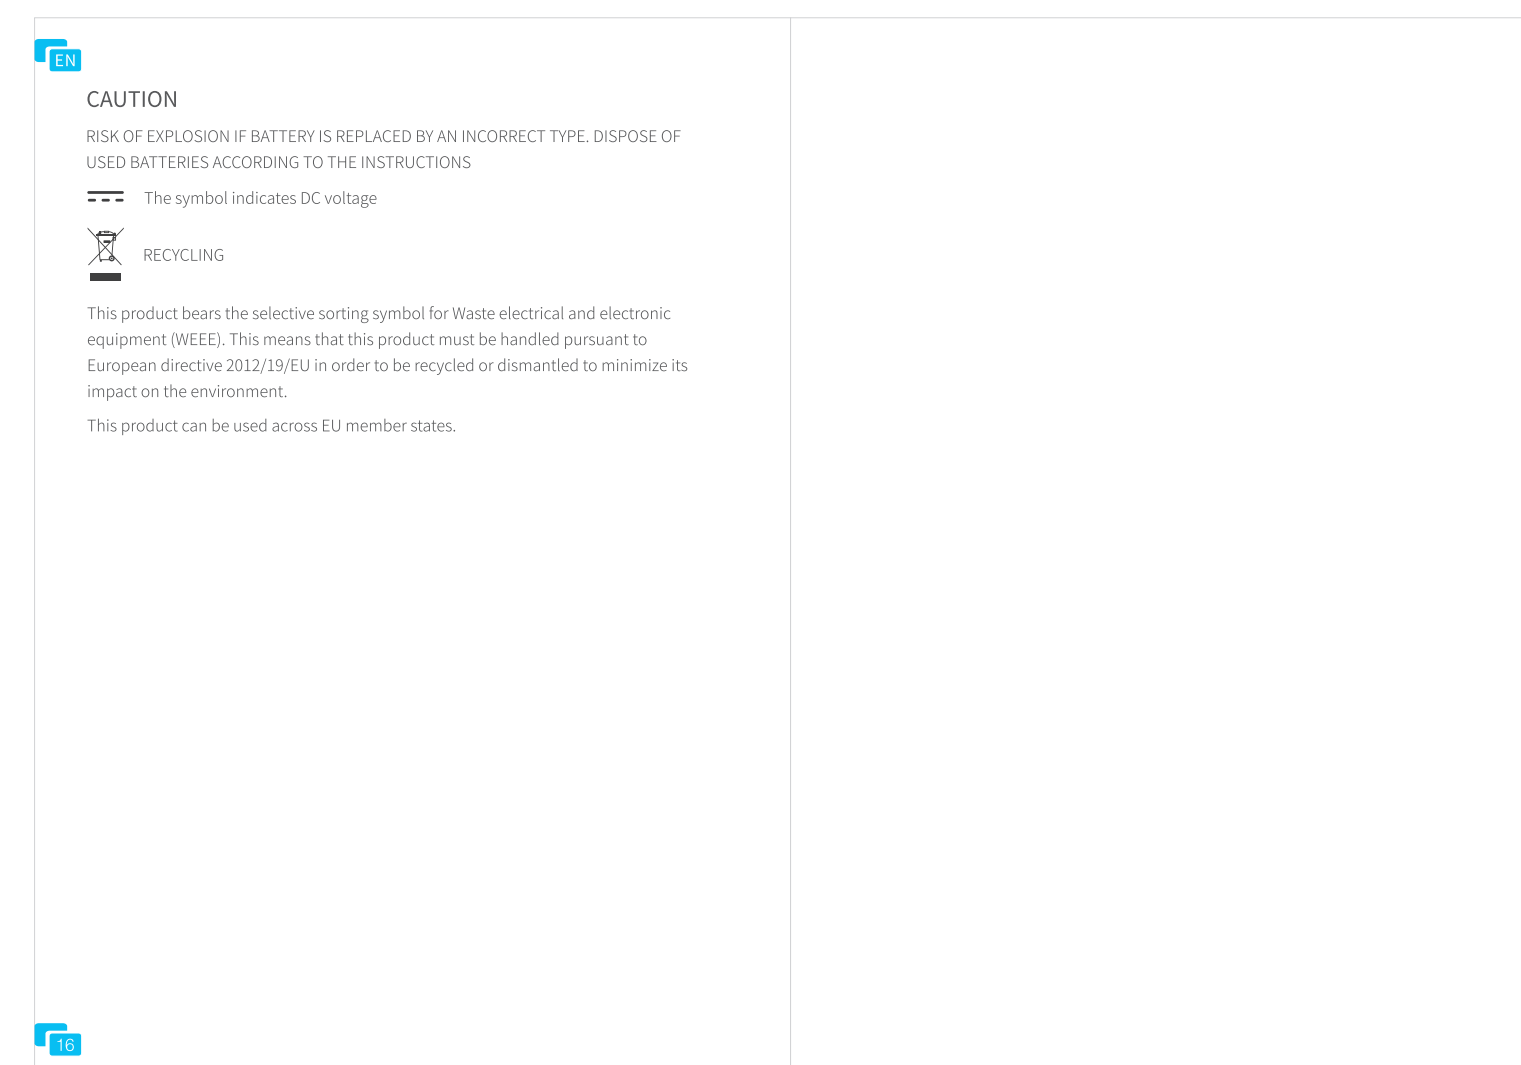 EN
CAUTION
RISK OF EXPLOSION IF BATTERY IS REPLACED BY AN INCORRECT TYPE. DISPOSE OF
USED BATTERIES ACCORDING TO THE INSTRUCTIONS
The symbol indicates DC voltage
RECYCLING
This product bears the selective sorting symbol for Waste electrical and electronic
equipment (WEEE). This means that this product must be handled pursuant to
European directive 2012/19/EU in order to be recycled or dismantled to minimize its
impact on the environment.
This product can be used across EU member states.
16